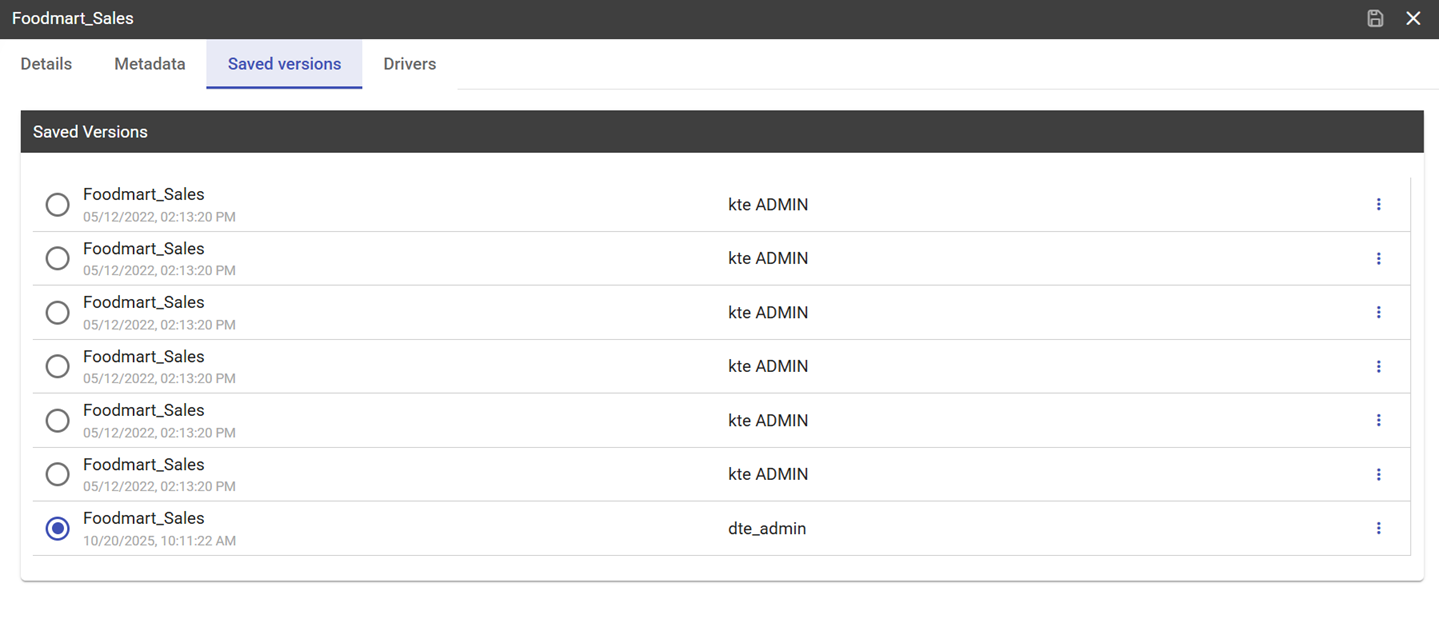 Foodmart_Sales
Details Metadata Saved versions Drivers
Saved Versions
Foodmart_Sales
05/12/2022, 02:13:20 PM
kte ADMIN
Foodmart_Sales
05/12/2022, 02:13:20 PM
kte ADMIN
Foodmart_Sales
05/12/2022, 02:13:20 PM
kte ADMIN
Foodmart_Sales
05/12/2022, 02:13:20 PM
kte ADMIN
Foodmart_Sales
05/12/2022, 02:13:20 PM
kte ADMIN
Foodmart_Sales
05/12/2022, 02:13:20 PM
kte ADMIN
Foodmart_Sales
10/20/2025, 10:11:22 AM
dte_admin